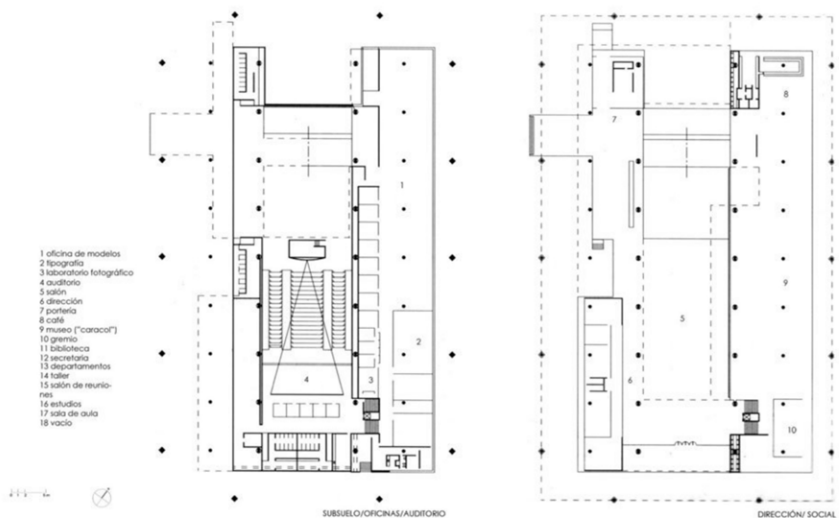 1 oficina de modelos
2 tipografía
3 laboratorio fotográfico
4 auditorio
5 salón
6 dirección
7 portería
8 café
9 museo ("caracol")
10 gremio
11 biblioteca
12 secretaria
13 departamentos
14 taller
15 salón de reunio-
nes
16 estudios
17 sala de aula
18 vacío
1
2
3
4
SUBSUELO/OFICINAS/AUDITORIO
7
8
9
5
6
10
DIRECCIÓN/ SOCIAL